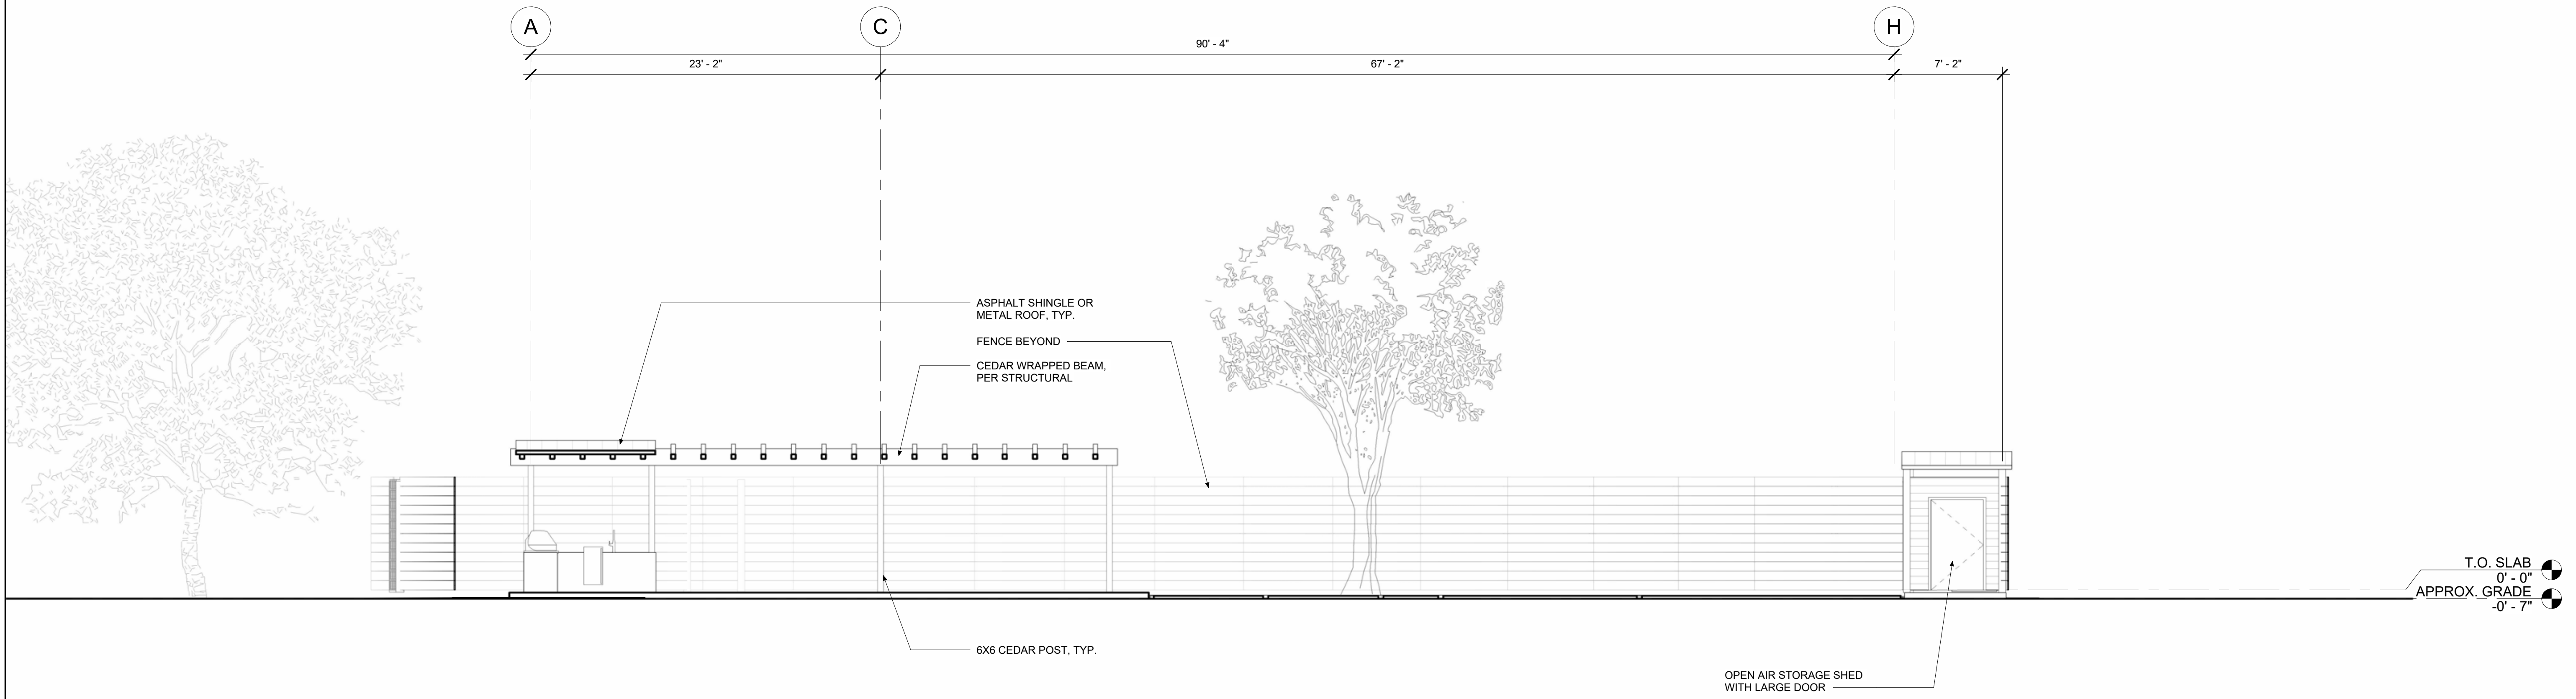 A
C
H
90' - 4"
23' - 2"
67' - 2"
7' - 2"
ASPHALT SHINGLE OR
METAL ROOF, TYP.
FENCE BEYOND
CEDAR WRAPPED BEAM,
PER STRUCTURAL
T.O. SLAB
0' - 0"
APPROX. GRADE
-0' - 7"
6X6 CEDAR POST, TYP.
OPEN AIR STORAGE SHED
WITH LARGE DOOR